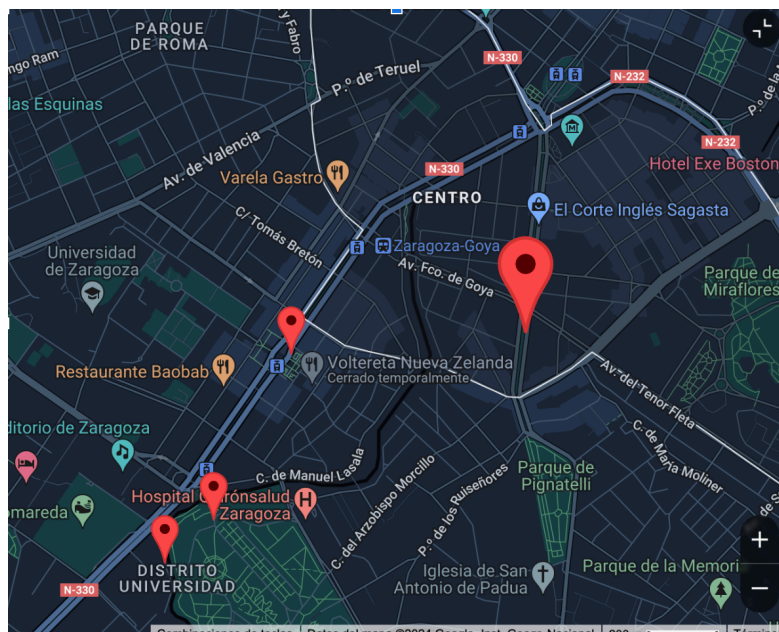 PARQUE
DE ROMA
y Fabro
ngo Ram
las Esquinas
P.º de Teruel
N-330
N-232
N-232
Av. de Valencia
Varela Gastro
N-330
Hotel Exe Boston
CENTRO
El Corte Inglés Sagasta
C/ Tomás Bretón
Universidad
de Zaragoza
Zaragoza-Goya
Av. Fco. de Goya
Parque de
Miraflores
Restaurante Baobab
Voltereta Nueva Zelanda
Cerrado temporalmente
Av. del Tenor Fleta
ditorio de Zaragoza
C. de Manuel Lasala
C. de María Moliner
Parque de
Pignatelli
Hospital Quirónsalud
Zaragoza
omareda
C. del Arzobispo Morcillo
P.º de los Ruiseñores
DISTRITO
UNIVERSIDAD
N-330
Iglesia de San
Antonio de Padua
Parque de la Memori